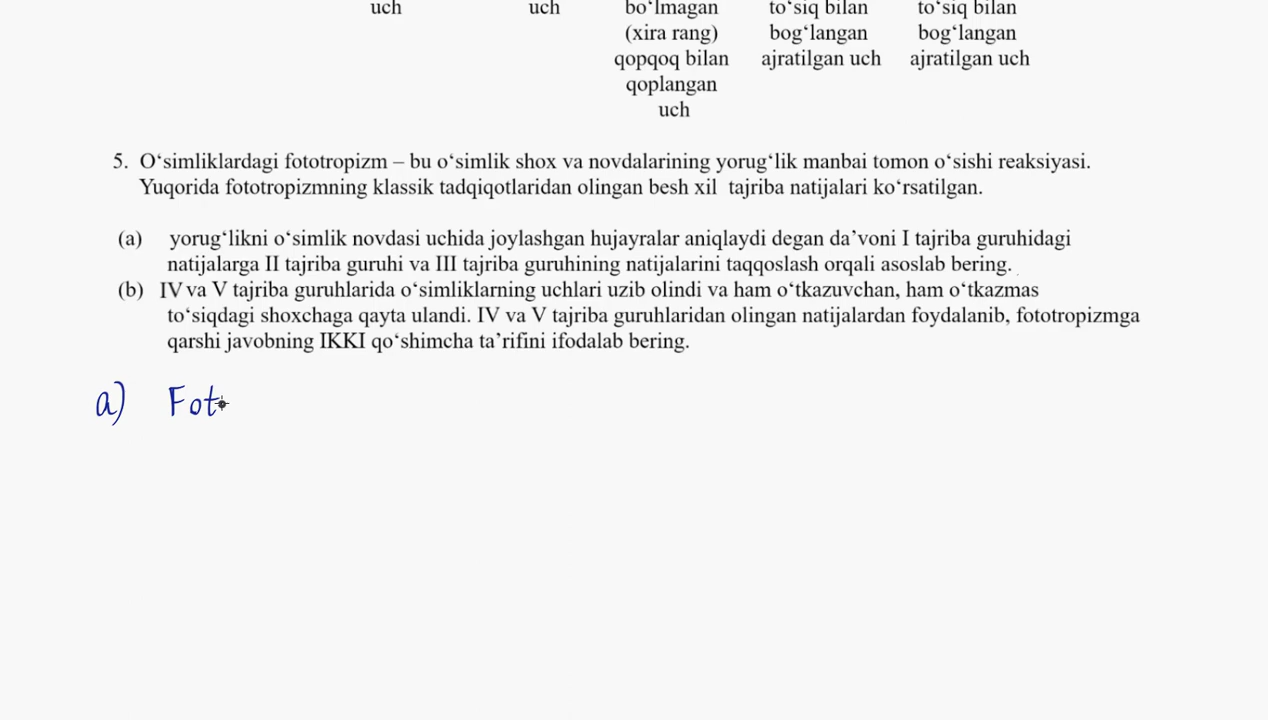 uch uch bo‘lmagan to‘siq bilan to‘siq bilan
(xira rang) bog‘langan bog‘langan
qopqoq bilan ajratilgan uch ajratilgan uch
qoplangan
uch
5. O‘simliklardagi fototropizm – bu o‘simlik shox va novdalarining yorug‘lik manbai tomon o‘sishi reaksiyasi.
Yuqorida fototropizmning klassik tadqiqotlaridan olingan besh xil tajriba natijalari ko‘rsatilgan.
(a) yorug‘likni o‘simlik novdasi uchida joylashgan hujayralar aniqlaydi degan da’voni I tajriba guruhidagi
natijalarga II tajriba guruhi va III tajriba guruhining natijalarini taqqoslash orqali asoslab bering.
(b) IV va V tajriba guruhlarida o‘simliklarning uchlari uzib olindi va ham o‘tkazuvchan, ham o‘tkazmas
to‘siqdagi shoxchaga qayta ulandi. IV va V tajriba guruhlaridan olingan natijalardan foydalanib, fototropizmga
qarshi javobning IKKI qo‘shimcha ta’rifini ifodalab bering.
a) Fot